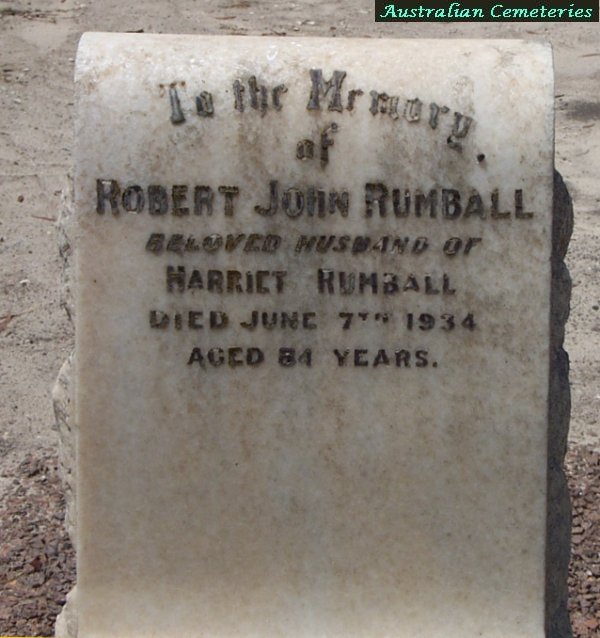 Australian Cemeteries
To the Memory
of
ROBERT JOHN RUMBALL
BELOVED HUSBAND OF
HARRIET RUMBALL
DIED JUNE 7TH 1934
AGED 84 YEARS.